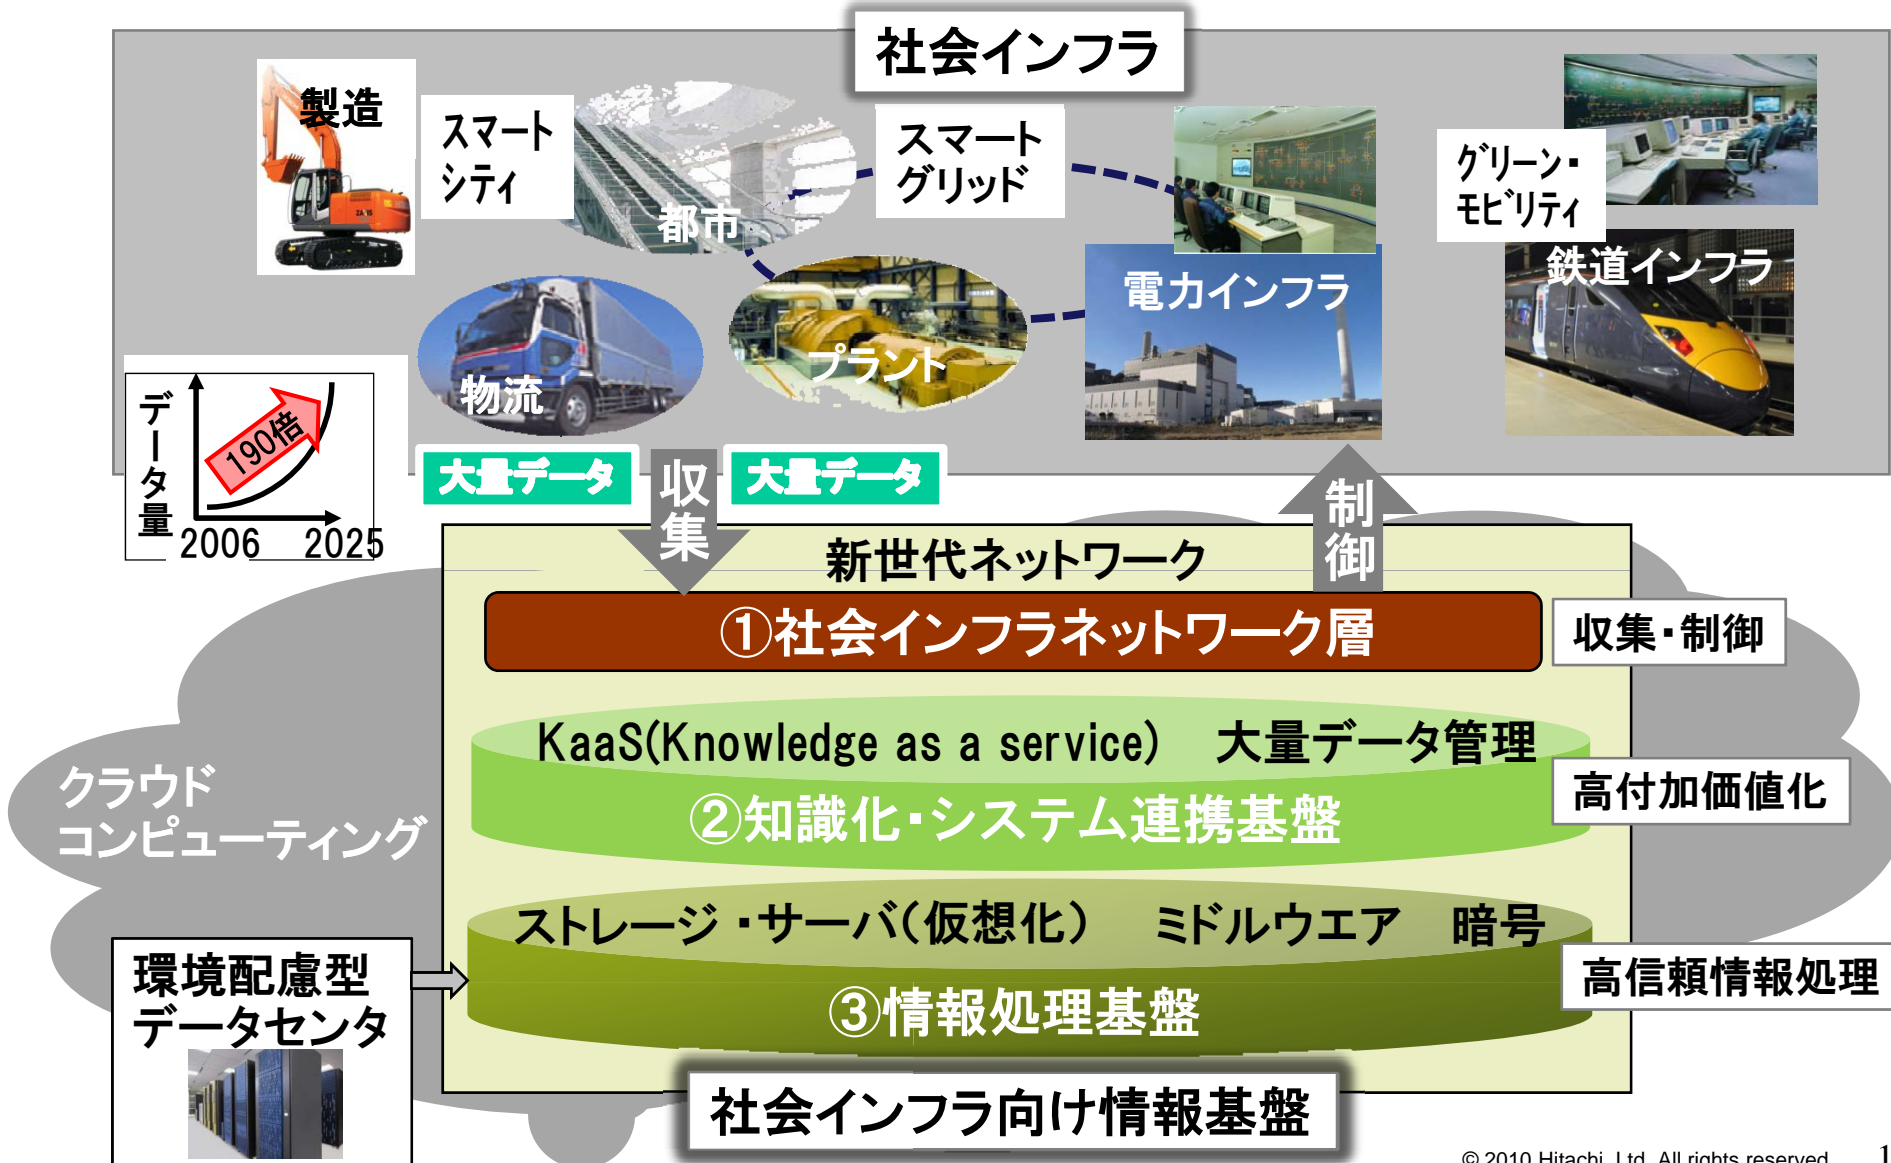 社会インフラ
製造
スマート
シティ
都市
スマート
グリッド
グリーン・
モビリティ
鉄道インフラ
電力インフラ
プラント
物流
データ量
190倍
2006 2025
大量データ
収集
大量データ
制御
新世代ネットワーク
①社会インフラネットワーク層
収集・制御
KaaS(Knowledge as a service) 大量データ管理
②知識化・システム連携基盤
高付加価値化
クラウド
コンピューティング
ストレージ・サーバ(仮想化) ミドルウエア 暗号
③情報処理基盤
高信頼情報処理
環境配慮型
データセンタ
社会インフラ向け情報基盤
© 2010 Hitachi, Ltd. All rights reserved. 1